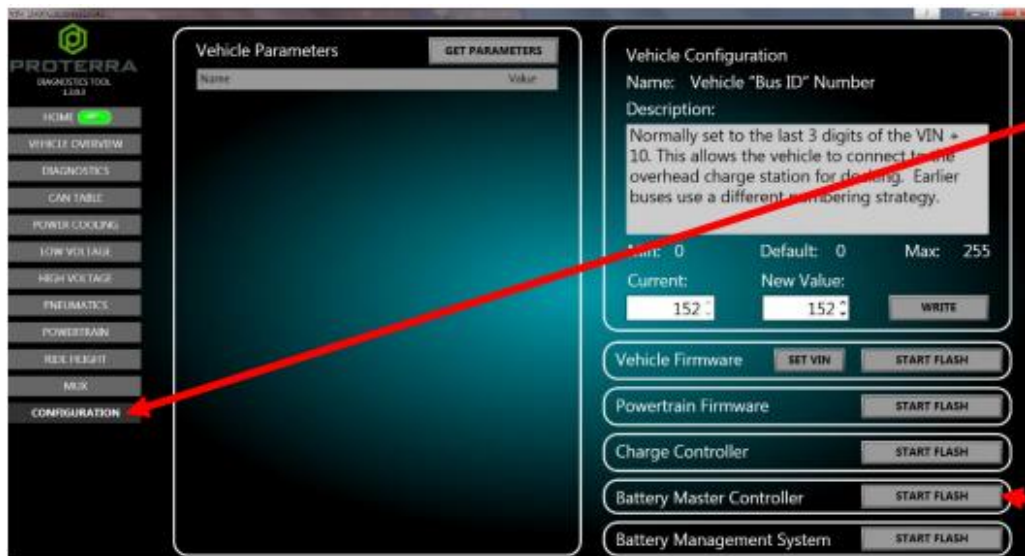 PROTERRA
DIAGNOSTICS TOOL
1.3.0.3
HOME
VEHICLE OVERVIEW
DIAGNOSTICS
CAN TABLE
POWER COOLING
LOW VOLTAGE
HIGH VOLTAGE
PNEUMATICS
POWERTRAIN
RIDE HEIGHT
MUX
CONFIGURATION
Vehicle Parameters
GET PARAMETERS
Name Value
Vehicle Configuration
Name: Vehicle "Bus ID" Number
Description:
Normally set to the last 3 digits of the VIN +
10. This allows the vehicle to connect to the
overhead charge station for docking. Earlier
buses use a different numbering strategy.
Min: 0 Default: 0 Max: 255
Current: New Value:
152 152 WRITE
Vehicle Firmware SET VIN START FLASH
Powertrain Firmware START FLASH
Charge Controller START FLASH
Battery Master Controller START FLASH
Battery Management System START FLASH